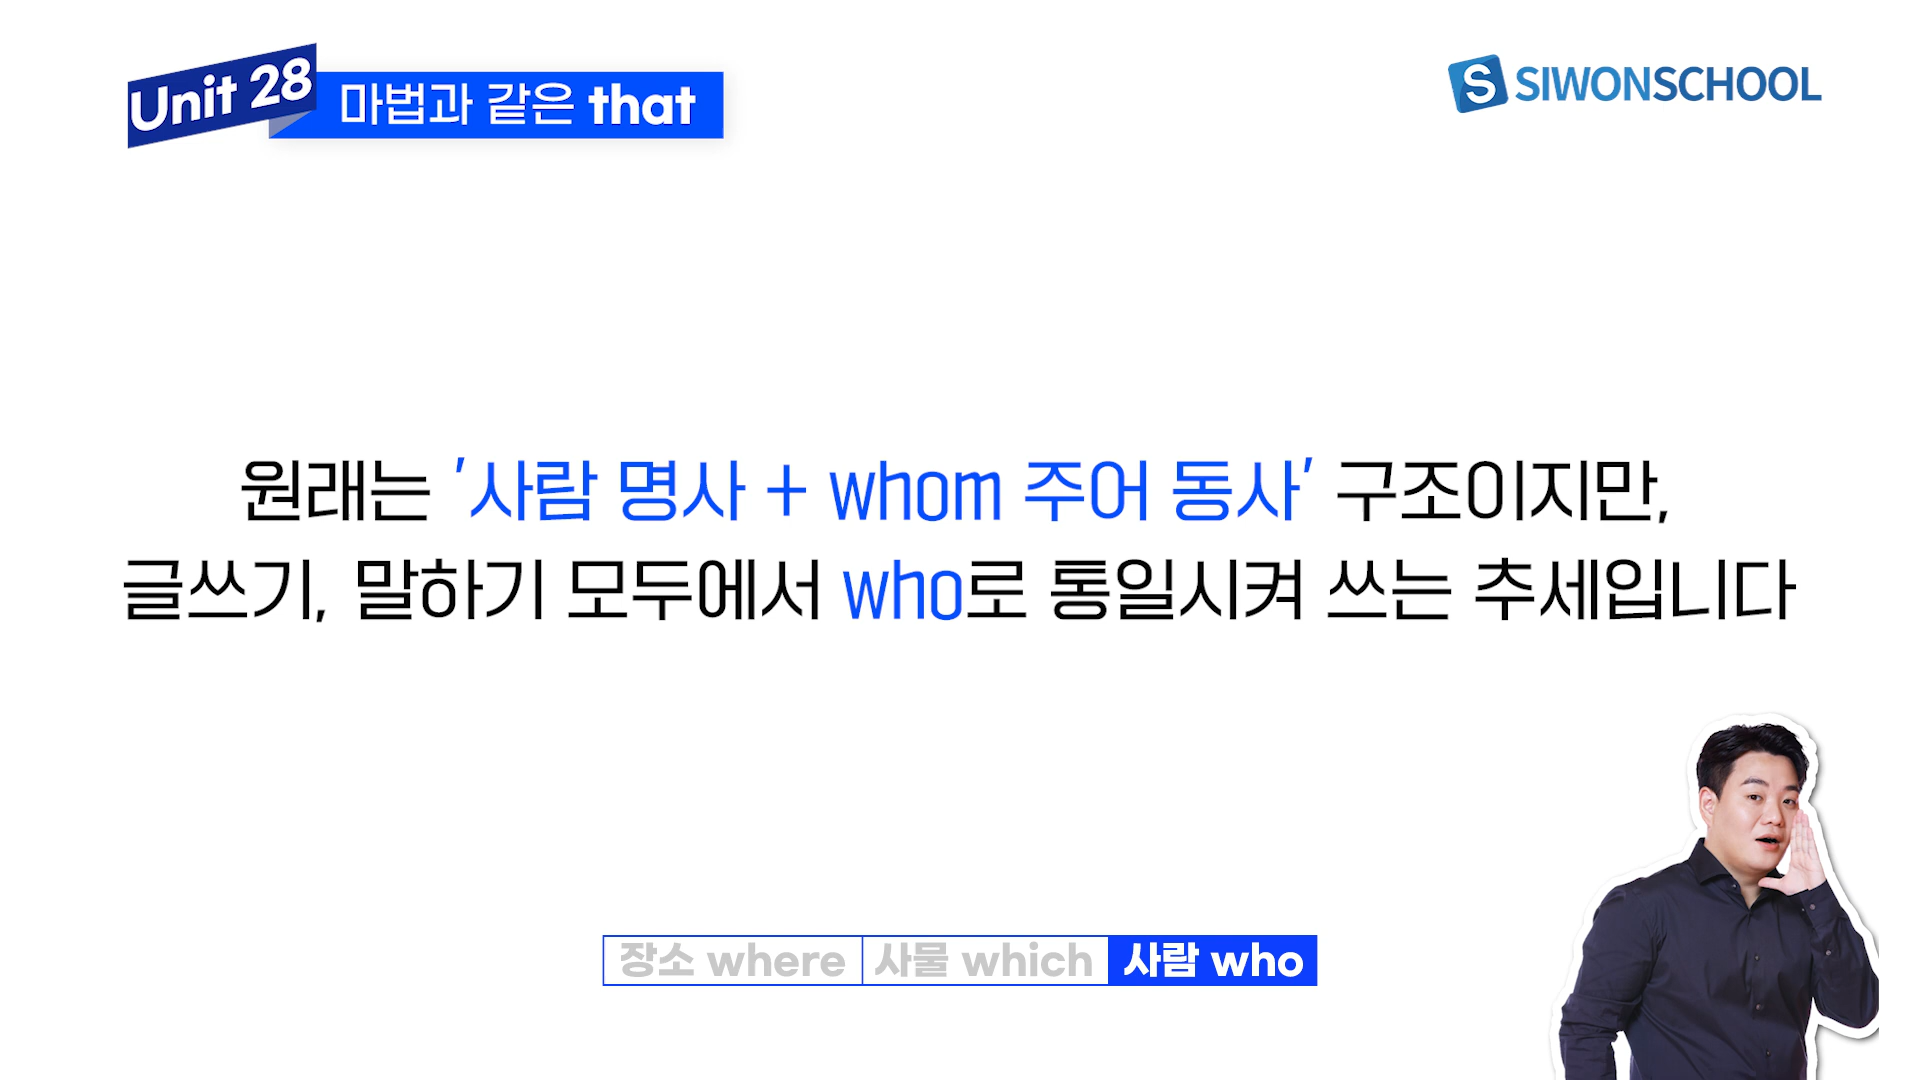 Unit 28 마법과 같은 that
SIWONSCHOOL
원래는 '사람 명사 + whom 주어 동사' 구조이지만,
글쓰기, 말하기 모두에서 who로 통일시켜 쓰는 추세입니다
장소 where 사물 which 사람 who